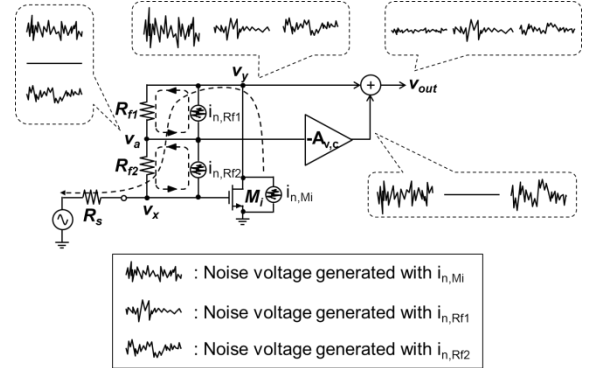 v_y
v_out
R_f1
i_n,Rf1
v_a
-A_v,c
R_f2
i_n,Rf2
M_i
i_n,Mi
R_s
v_x
: Noise voltage generated with i_n,Mi
: Noise voltage generated with i_n,Rf1
: Noise voltage generated with i_n,Rf2